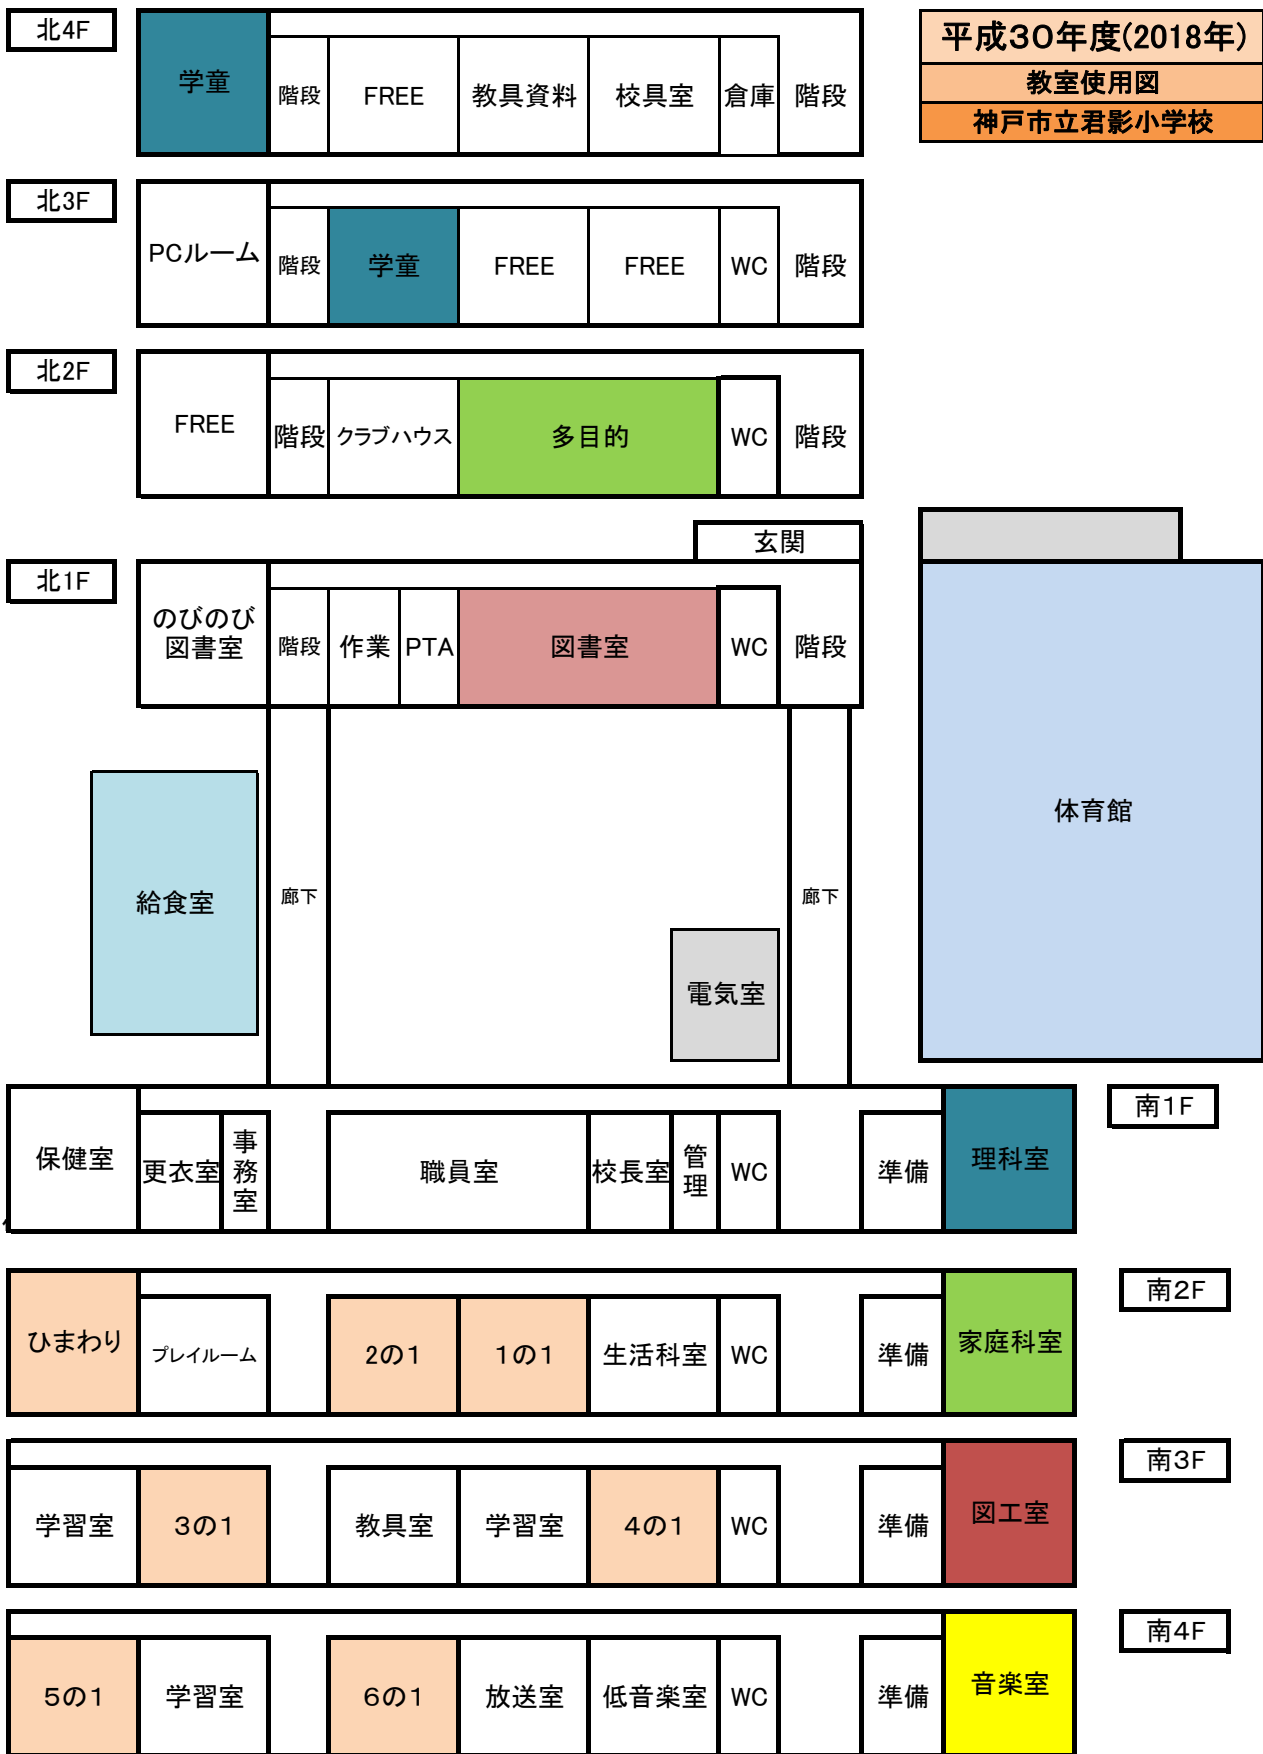 北4F
学童
階段
FREE
教具資料
校具室
倉庫
階段
平成３０年度(2018年)
教室使用図
神戸市立君影小学校
北3F
PCルーム
階段
学童
FREE
FREE
WC
階段
北2F
FREE
階段
クラブハウス
多目的
WC
階段
玄関
北1F
のびのび
図書室
階段
作業
PTA
図書室
WC
階段
体育館
給食室
廊下
廊下
電気室
南１F
保健室
更衣室
事務室
職員室
校長室
管理
WC
準備
理科室
南２F
ひまわり
プレイルーム
2の1
１の１
生活科室
WC
準備
家庭科室
南３F
学習室
３の１
教具室
学習室
４の１
WC
準備
図工室
南４F
５の１
学習室
６の１
放送室
低音楽室
WC
準備
音楽室